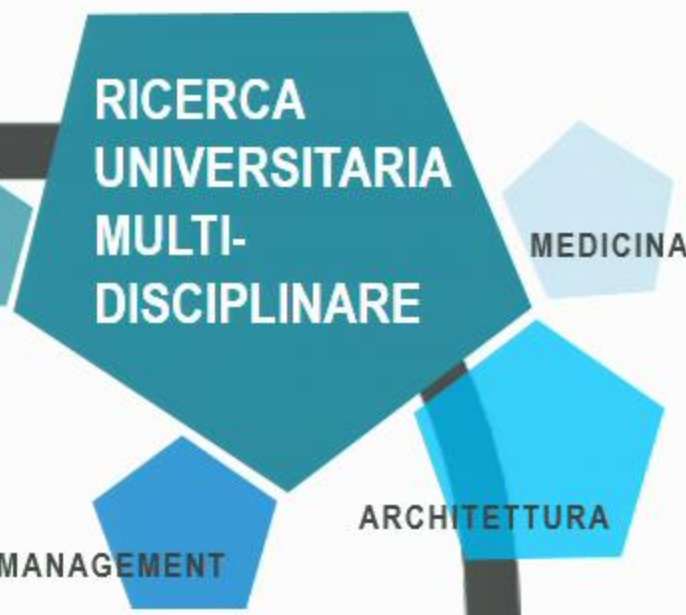 RICERCA
UNIVERSITARIA
MULTI-
DISCIPLINARE
MEDICINA
ARCHITETTURA
MANAGEMENT